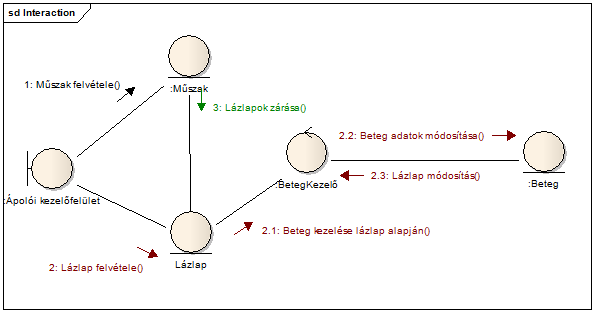 sd Interaction
:Műszak
1: Műszak felvétele()
3: Lázlapok zárása()
2.2: Beteg adatok módosítása()
:Ápolói kezelőfelület
:BetegKezelő
2.3: Lázlap módosítás()
:Beteg
2.1: Beteg kezelése lázlap alapján()
2: Lázlap felvétele()
Lázlap